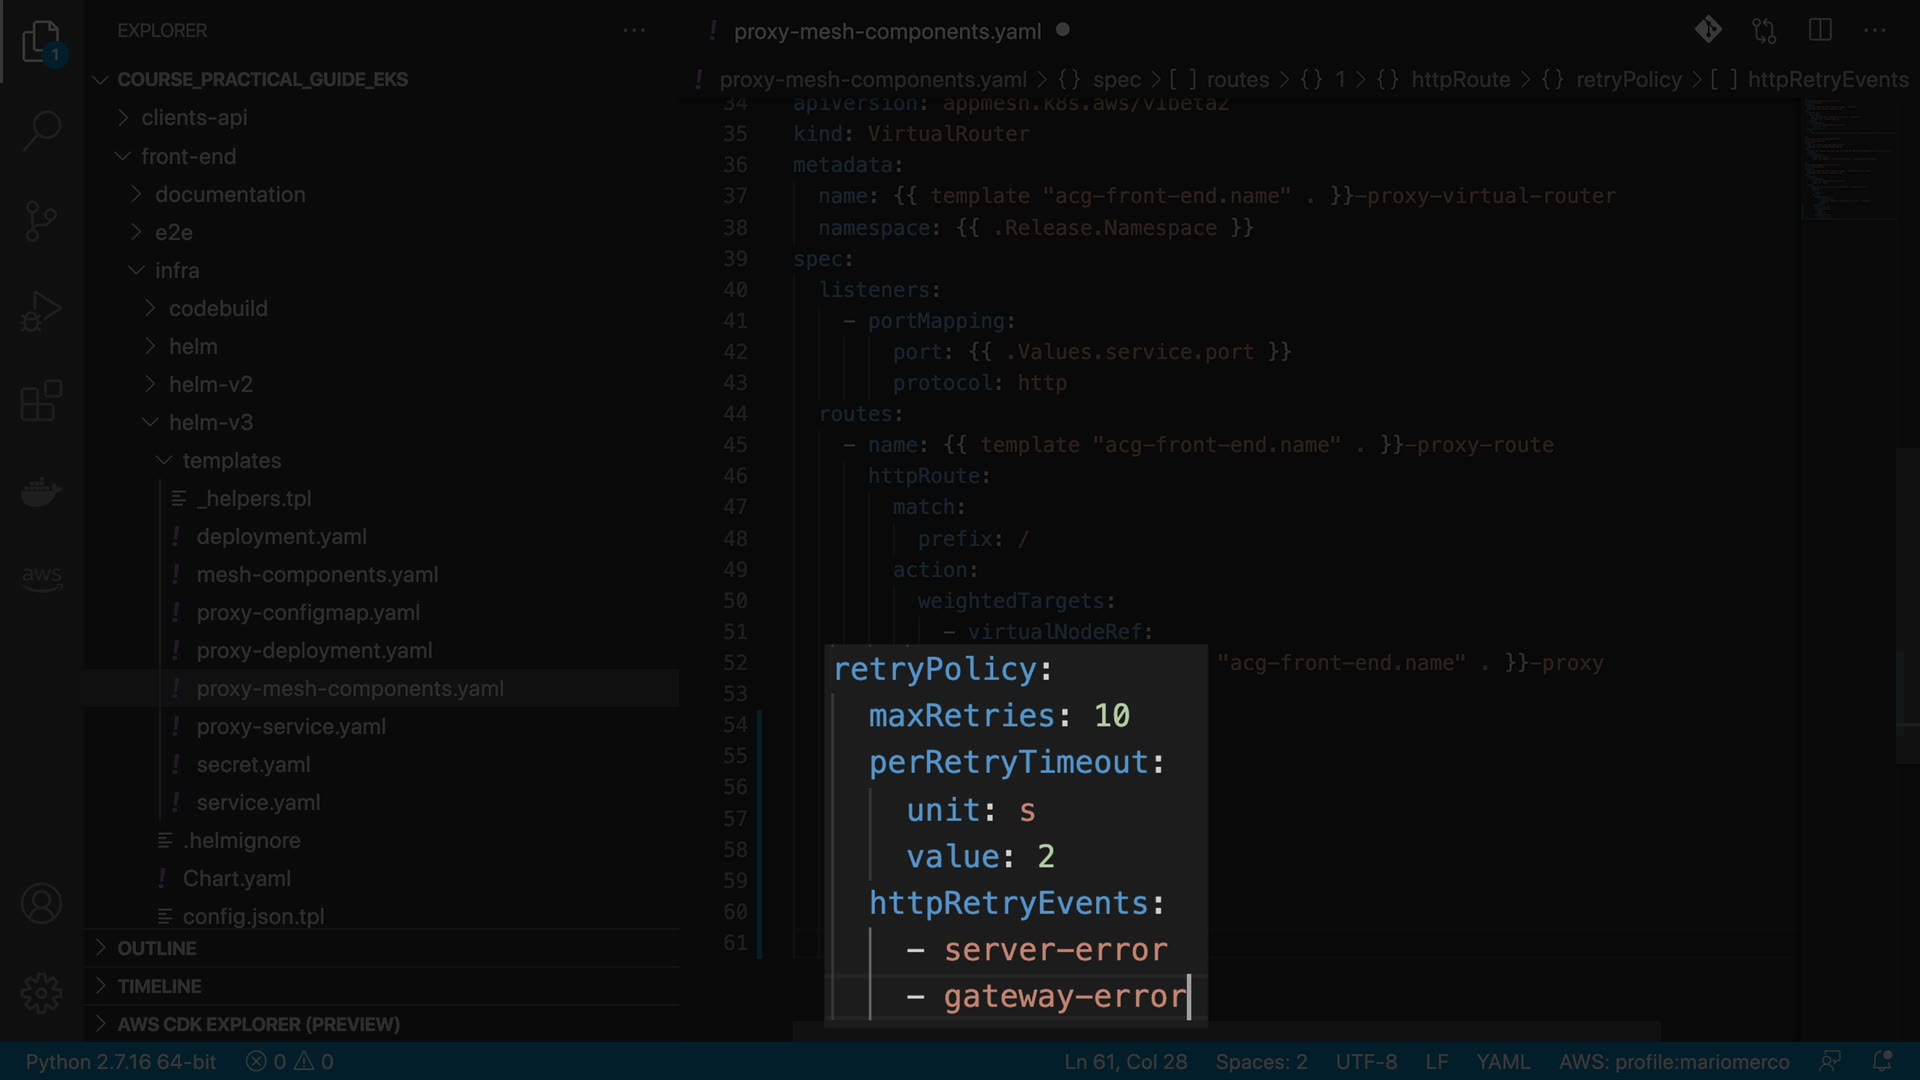 EXPLORER
1
COURSE_PRACTICAL_GUIDE_EKS
clients-api
front-end
documentation
e2e
infra
codebuild
helm
helm-v2
helm-v3
templates
_helpers.tpl
! deployment.yaml
! mesh-components.yaml
! proxy-configmap.yaml
! proxy-deployment.yaml
! proxy-mesh-components.yaml
! proxy-service.yaml
! secret.yaml
! service.yaml
.helmignore
! Chart.yaml
config.json.tpl
OUTLINE
TIMELINE
AWS CDK EXPLORER (PREVIEW)
aws
! proxy-mesh-components.yaml
! proxy-mesh-components.yaml > {} spec > [ ] routes > {} 1 > {} httpRoute > {} retryPolicy > [ ] httpRetryEvents
34 apiVersion: appmesh.k8s.aws/v1beta2
35 kind: VirtualRouter
36 metadata:
37 name: {{ template "acg-front-end.name" . }}-proxy-virtual-router
38 namespace: {{ .Release.Namespace }}
39 spec:
40 listeners:
41 - portMapping:
42 port: {{ .Values.service.port }}
43 protocol: http
44 routes:
45 - name: {{ template "acg-front-end.name" . }}-proxy-route
46 httpRoute:
47 match:
48 prefix: /
49 action:
50 weightedTargets:
51 - virtualNodeRef:
52 "acg-front-end.name" . }}-proxy
53
54
55
56
57
58
59
60
61
retryPolicy:
maxRetries: 10
perRetryTimeout:
unit: s
value: 2
httpRetryEvents:
- server-error
- gateway-error
Python 2.7.16 64-bit 0 0 Ln 61, Col 28 Spaces: 2 UTF-8 LF YAML AWS: profile:mariomerco